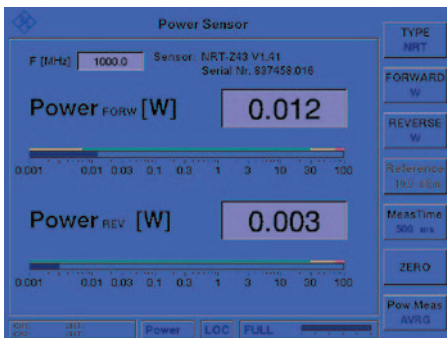 Power Sensor
F [MHz] 1000.0 Sensor: NRT-Z43 V1.41
Serial Nr. 837458.016
Power FORW [W] 0.012
0.001 0.01 0.03 0.1 0.3 1 3 10 30 100
Power REV [W] 0.003
0.001 0.01 0.03 0.1 0.3 1 3 10 30 100
TYPE
NRT
FORWARD
W
REVERSE
W
Reference
MeasTime
500 ms
ZERO
Pow.Meas
AVRG
Power LOC FULL